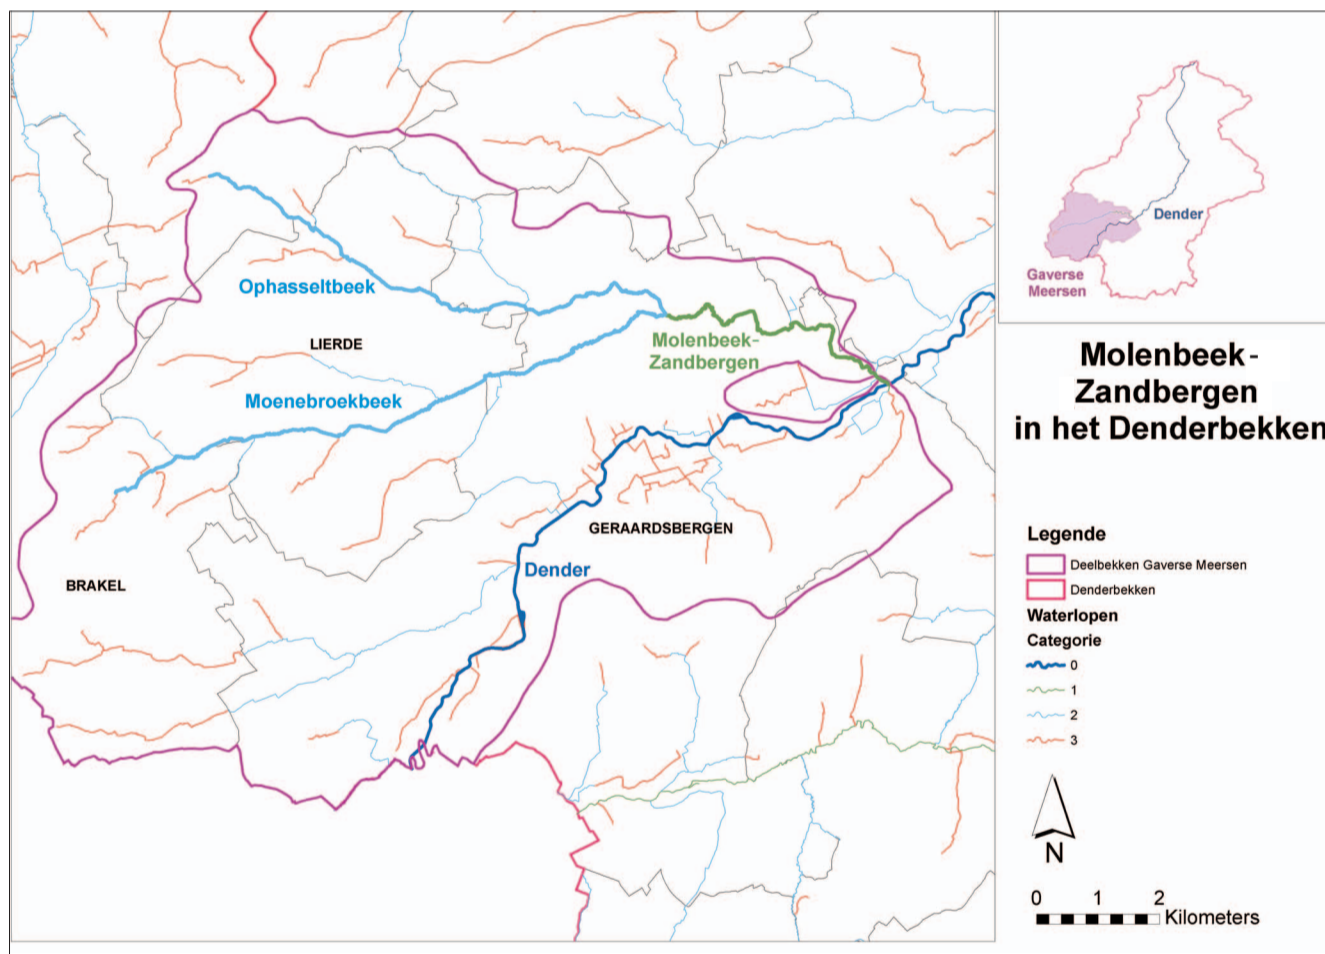 Ophasseltbeek
LIERDE
Moenebroekbeek
Molenbeek-
Zandbergen
GERAARDSBERGEN
BRAKEL
Dender
Dender
Gaverse
Meersen
Molenbeek-
Zandbergen
in het Denderbekken
Legende
Deelbekken Gaverse Meersen
Denderbekken
Waterlopen
Categorie
0
1
2
3
N
0 1 2
Kilometers